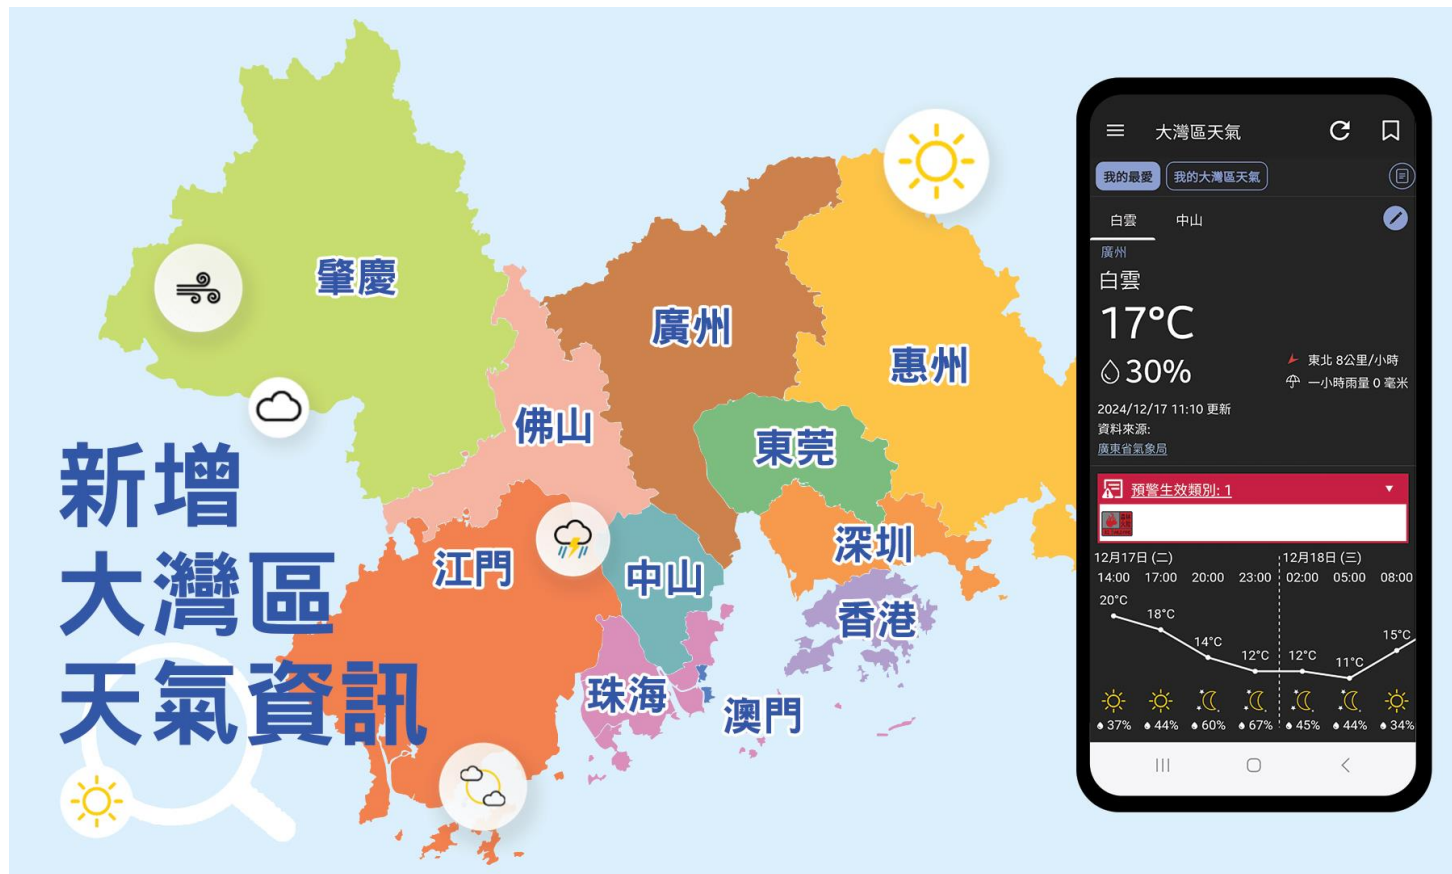 新增
大灣區
天氣資訊
肇慶
廣州
惠州
佛山
東莞
江門
中山
深圳
香港
珠海
澳門
大灣區天氣
我的最愛 我的大灣區天氣
白雲 中山
廣州
白雲
17°C
30%
東北 8公里/小時
一小時雨量 0 毫米
2024/12/17 11:10 更新
資料來源:
廣東省氣象局
預警生效類別: 1
12月17日 (二) 12月18日 (三)
14:00 17:00 20:00 23:00 02:00 05:00 08:00
20°C 18°C 14°C 12°C 12°C 11°C 15°C
37% 44% 60% 67% 45% 44% 34%